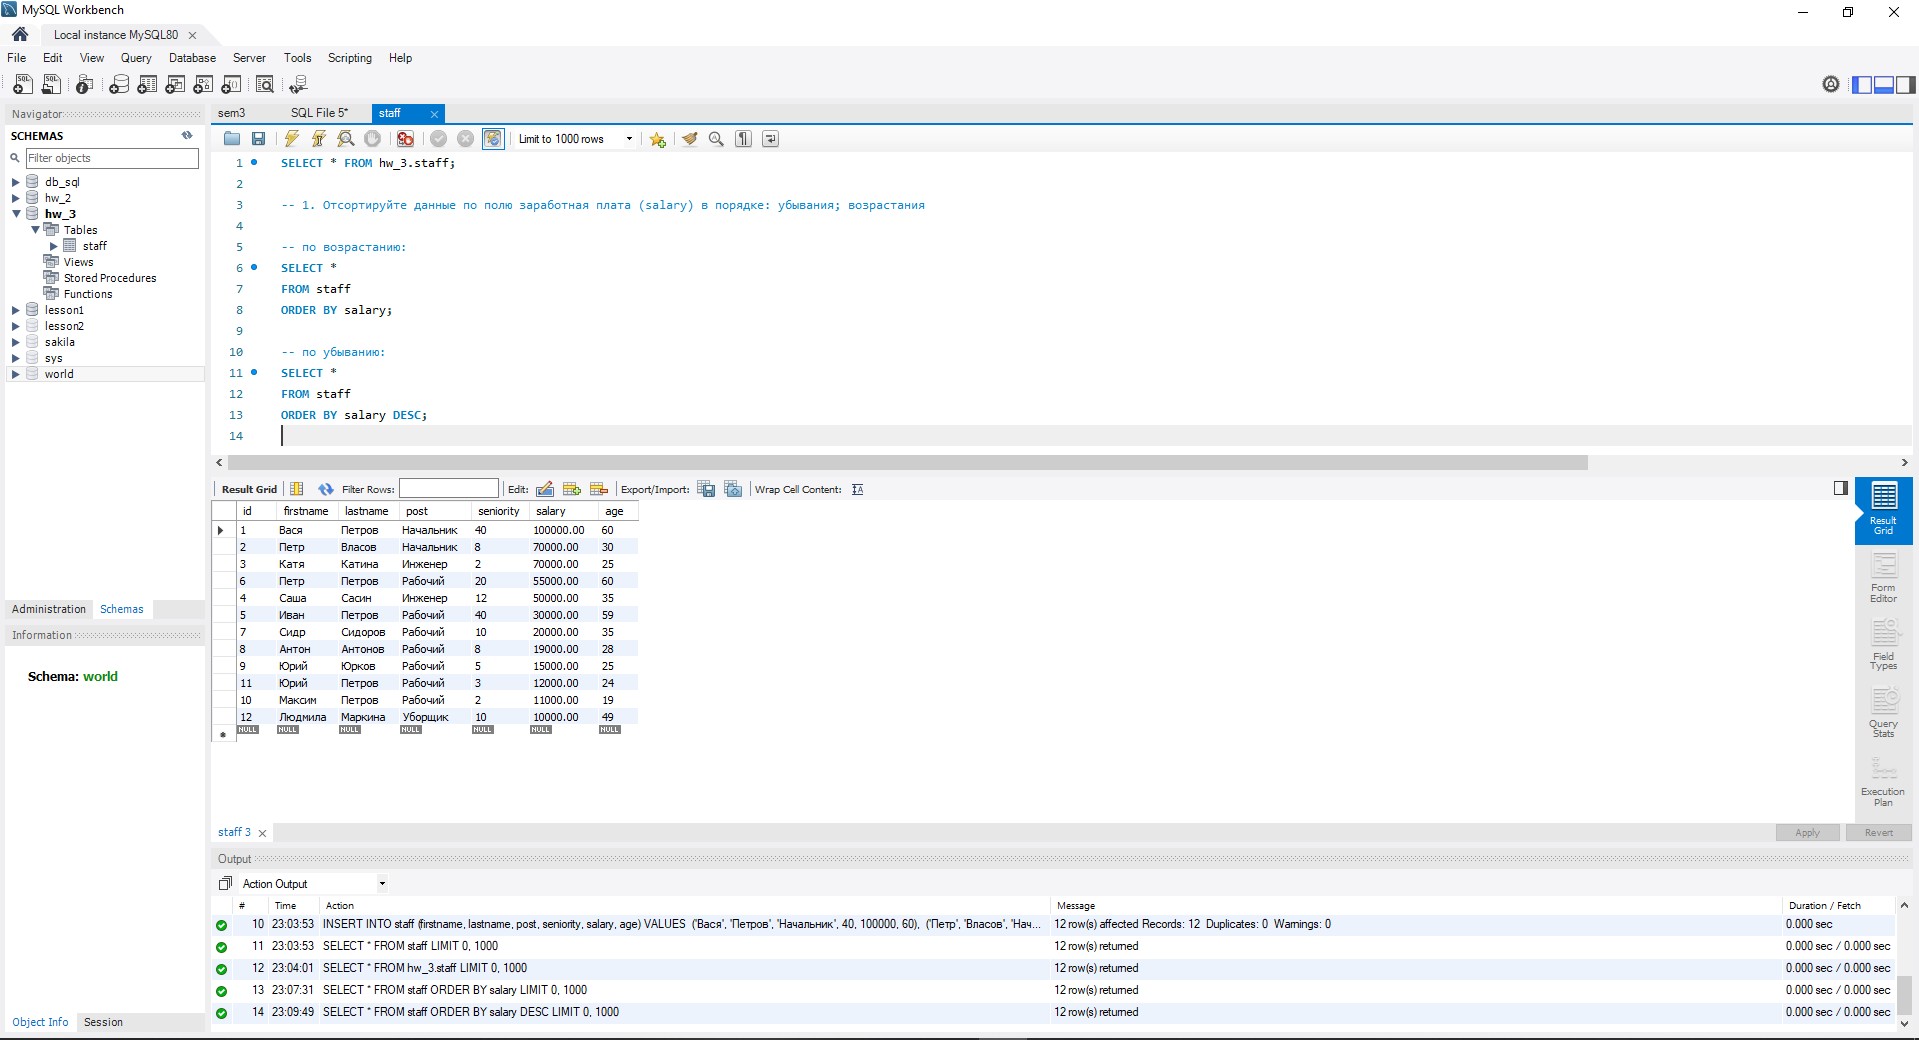 MySQL Workbench
Local instance MySQL80
File Edit View Query Database Server Tools Scripting Help
Navigator
SCHEMAS
Filter objects
db_sql
hw_2
hw_3
Tables
staff
Views
Stored Procedures
Functions
lesson1
lesson2
sakila
sys
world
Administration Schemas
Information
Schema: world
Object Info Session
sem3 SQL File 5* staff
Limit to 1000 rows
1 SELECT * FROM hw_3.staff;
2
3 -- 1. Отсортируйте данные по полю заработная плата (salary) в порядке: убывания; возрастания
4
5 -- по возрастанию:
6 SELECT *
7 FROM staff
8 ORDER BY salary;
9
10 -- по убыванию:
11 SELECT *
12 FROM staff
13 ORDER BY salary DESC;
14
Result Grid Filter Rows: Edit: Export/Import: Wrap Cell Content:
id firstname lastname post seniority salary age
1 Вася Петров Начальник 40 100000.00 60
2 Петр Власов Начальник 8 70000.00 30
3 Катя Катина Инженер 2 70000.00 25
6 Петр Петров Рабочий 20 55000.00 60
4 Саша Сасин Инженер 12 50000.00 35
5 Иван Петров Рабочий 40 30000.00 59
7 Сидр Сидоров Рабочий 10 20000.00 35
8 Антон Антонов Рабочий 8 19000.00 28
9 Юрий Юрков Рабочий 5 15000.00 25
11 Юрий Петров Рабочий 3 12000.00 24
10 Максим Петров Рабочий 2 11000.00 19
12 Людмила Маркина Уборщик 10 10000.00 49
NULL NULL NULL NULL NULL NULL NULL
Result
Grid
Form
Editor
Field
Types
Query
Stats
Execution
Plan
staff 3
Apply Revert
Output
Action Output
# Time Action Message Duration / Fetch
10 23:03:53 INSERT INTO staff (firstname, lastname, post, seniority, salary, age) VALUES ('Вася', 'Петров', 'Начальник', 40, 100000, 60), ('Петр', 'Власов', 'Нач... 12 row(s) affected Records: 12 Duplicates: 0 Warnings: 0 0.000 sec
11 23:03:53 SELECT * FROM staff LIMIT 0, 1000 12 row(s) returned 0.000 sec / 0.000 sec
12 23:04:01 SELECT * FROM hw_3.staff LIMIT 0, 1000 12 row(s) returned 0.000 sec / 0.000 sec
13 23:07:31 SELECT * FROM staff ORDER BY salary LIMIT 0, 1000 12 row(s) returned 0.000 sec / 0.000 sec
14 23:09:49 SELECT * FROM staff ORDER BY salary DESC LIMIT 0, 1000 12 row(s) returned 0.000 sec / 0.000 sec